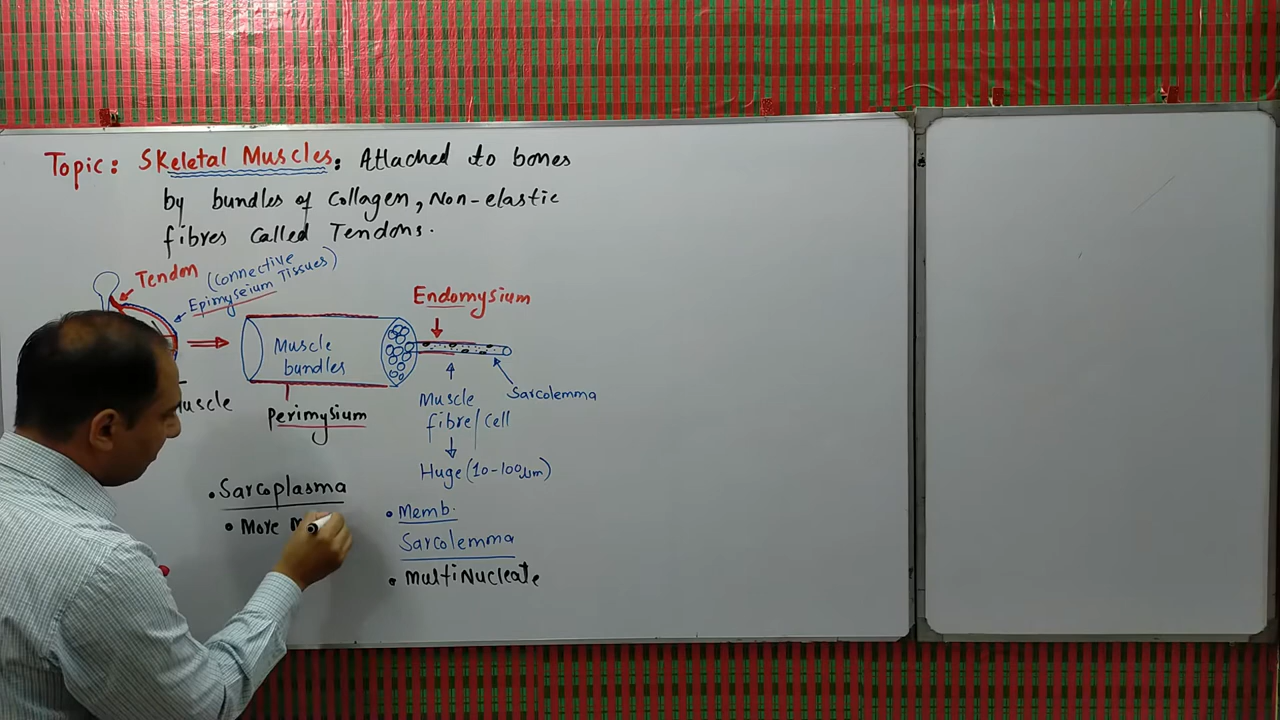 Topic: Skeletal Muscles: Attached to bones
by bundles of collagen, Non-elastic
fibres called Tendons.
Tendon
(Connective
Epimyseium Tissues)
Endomysium
Muscle
bundles
Sarcolemma
Muscle
fibre/cell
Perimysium
Huge (10-100μm)
• Sarcoplasma
• More
• Memb.
Sarcolemma
• MultiNucleate